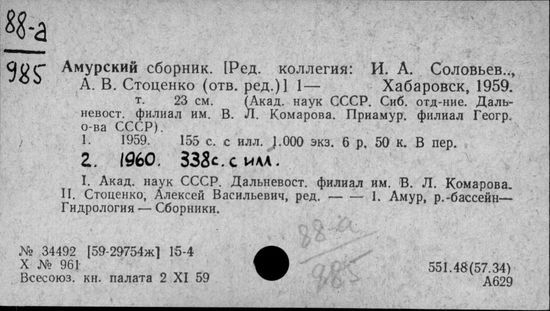 88-а
985
Амурский сборник. [Ред. коллегия: И. А. Соловьев..,
А. В. Стоценко (отв. ред.)] 1— Хабаровск, 1959.
т. 23 см. (Акад. наук СССР. Сиб. отд-ние. Даль-
невост. филиал им. В. Л. Комарова. Приамур. филиал Геогр.
о-ва СССР).
1. 1959. 155 с. с илл. 1.000 экз. 6 р. 50 к. В пер.
2. 1960. 338с. с илл.
I. Акад. наук СССР. Дальневост. филиал им. В. Л. Комарова.
II. Стоценко, Алексей Васильевич, ред. — — 1. Амур, р.-бассейн—
Гидрология — Сборники.
88-а
985
№ 34492 [59-29754ж] 15-4
X № 961
Всесоюз. кн. палата 2 XI 59
551.48(57.34)
А629